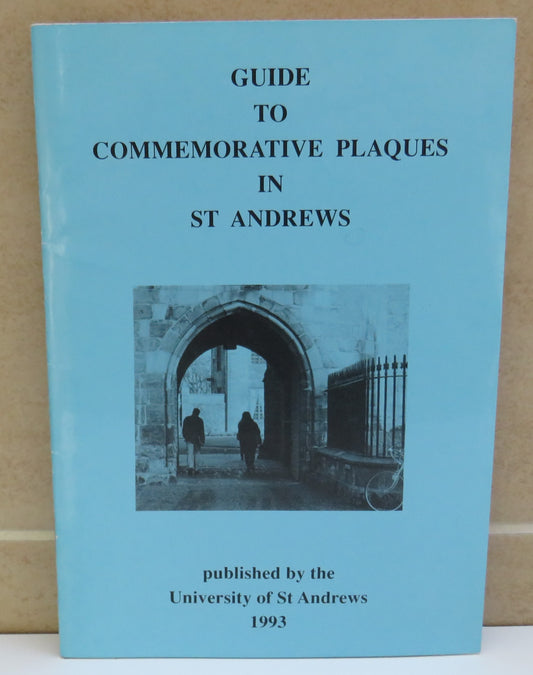 GUIDE
TO
COMMEMORATIVE PLAQUES
IN
ST ANDREWS
published by the
University of St Andrews
1993